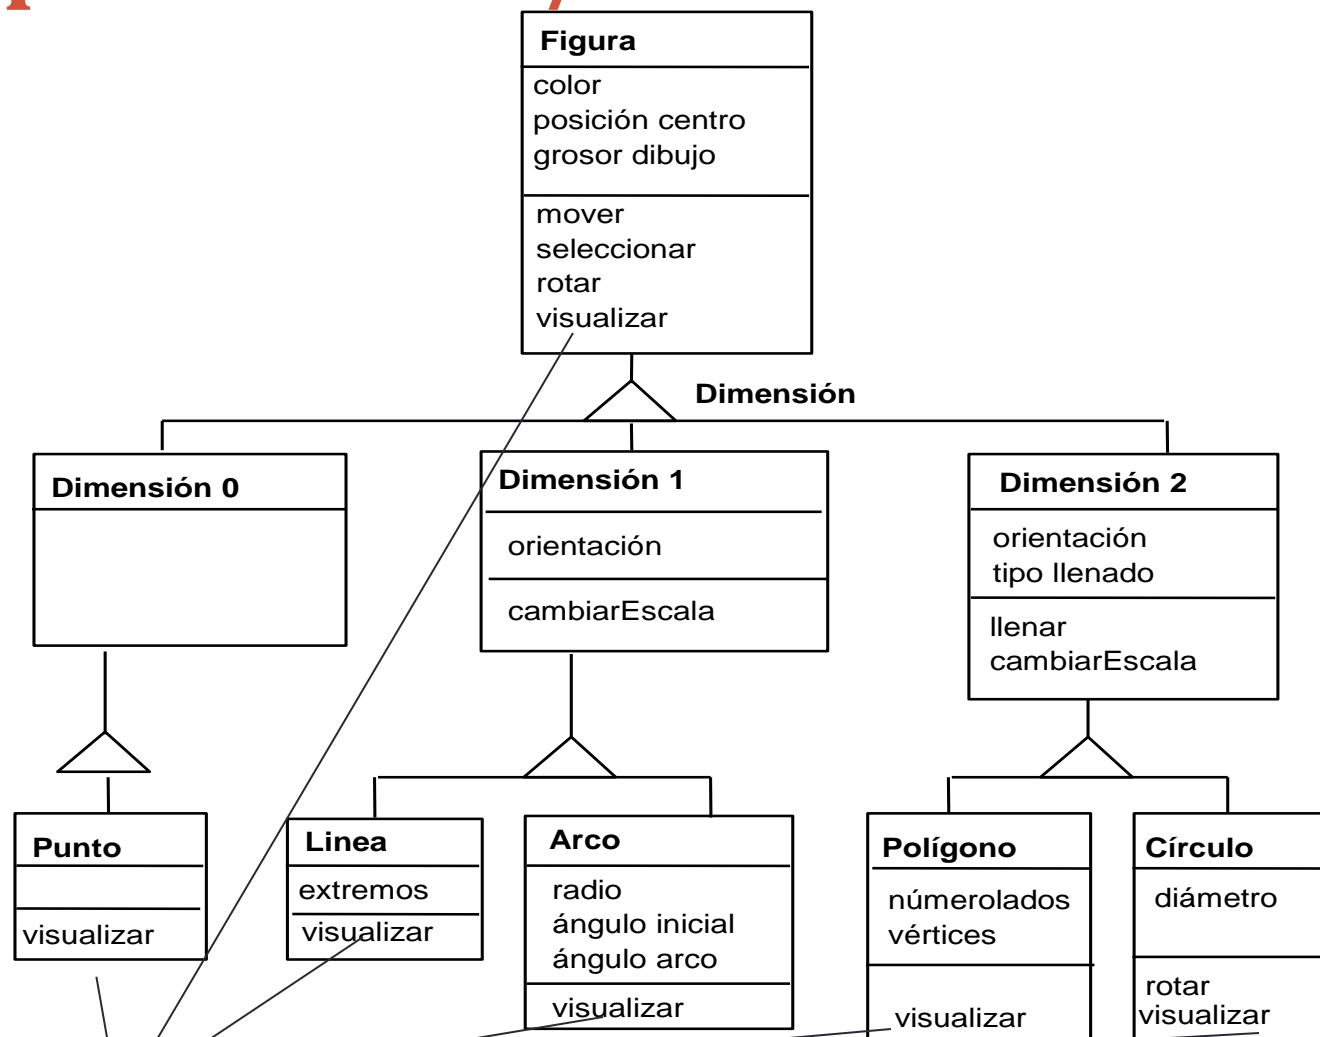 Figura
color
posición centro
grosor dibujo
mover
seleccionar
rotar
visualizar
Dimensión
Dimensión 0
Dimensión 1
orientación
cambiarEscala
Dimensión 2
orientación
tipo llenado
llenar
cambiarEscala
Punto
visualizar
Linea
extremos
visualizar
Arco
radio
ángulo inicial
ángulo arco
visualizar
Polígono
númerolados
vértices
visualizar
Círculo
diámetro
rotar
visualizar